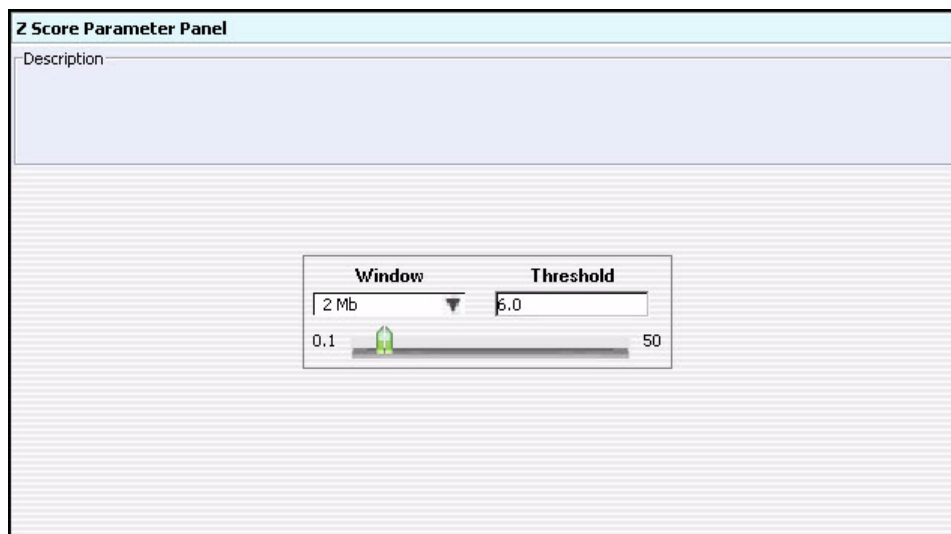 Z Score Parameter Panel
Description
Window Threshold
2 Mb 6.0
0.1 50